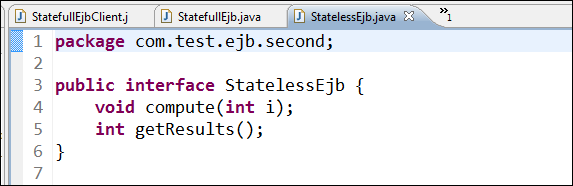 StatefullEjbClient.j StatefullEjb.java StatelessEjb.java »1
1 package com.test.ejb.second;
2
3 public interface StatelessEjb {
4     void compute(int i);
5     int getResults();
6 }
7